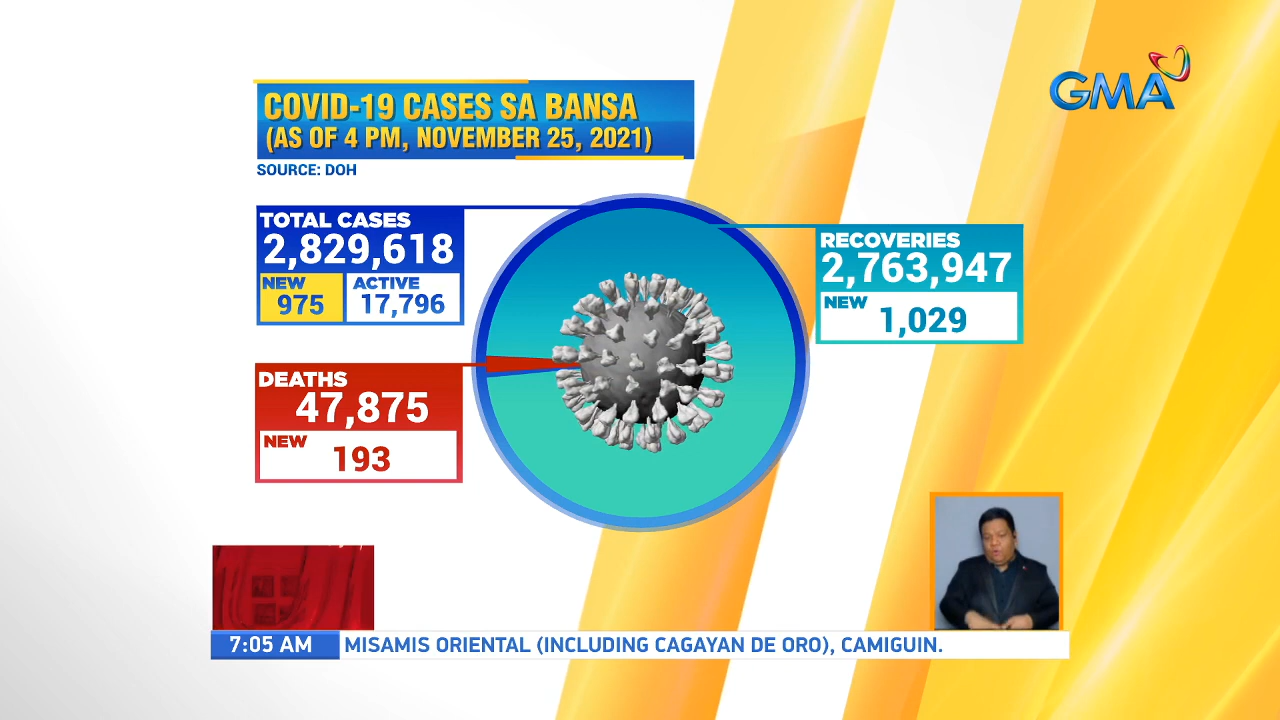 COVID-19 CASES SA BANSA
(AS OF 4 PM, NOVEMBER 25, 2021)
SOURCE: DOH
GMA
TOTAL CASES
2,829,618
NEW
975
ACTIVE
17,796
RECOVERIES
2,763,947
NEW
1,029
DEATHS
47,875
NEW
193
7:05 AM
MISAMIS ORIENTAL (INCLUDING CAGAYAN DE ORO), CAMIGUIN.